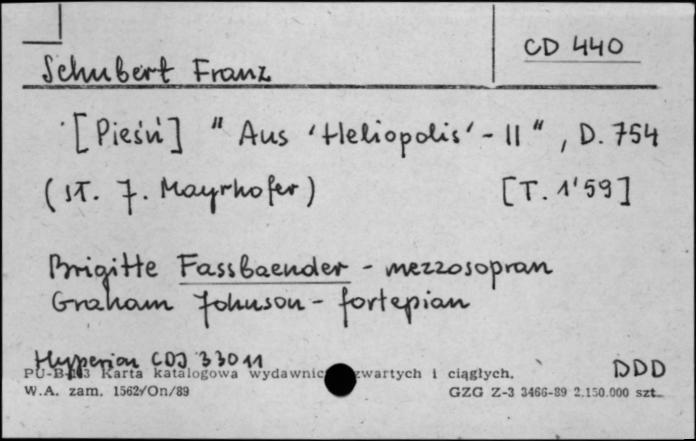 CD 440
Schubert Franz
[Pieśń] " Aus 'Heliopolis' - II ", D. 754
(sł. J. Mayrhofer) [T. 1'59]
Brigitte Fassbaender - mezzosopran
Graham Johnson - fortepian
Hyperion CDJ 33011 DDD
Karta katalogowa i ciągłych.
W.A. zam. 1562/On/89 GZG Z-3 3466-89 2.150.000 szt.